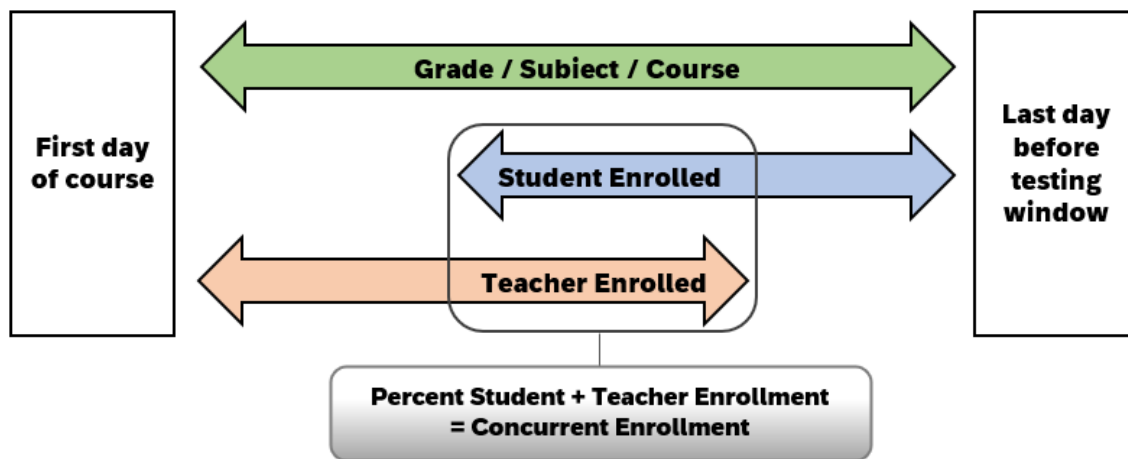 Grade / Subiect / Course
First day
of course
Student Enrolled
Teacher Enrolled
Last day
before
testing
window
Percent Student + Teacher Enrollment
= Concurrent Enrollment